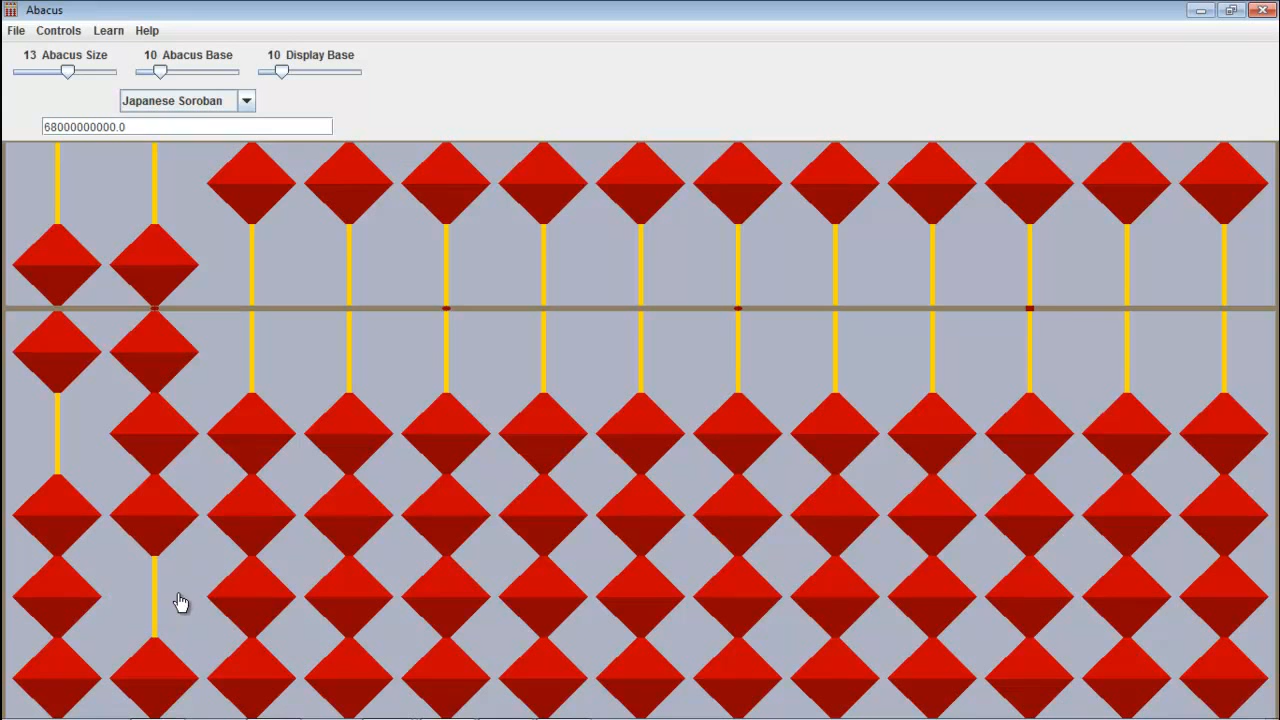 Abacus
File Controls Learn Help
13 Abacus Size 10 Abacus Base 10 Display Base
Japanese Soroban
68000000000.0